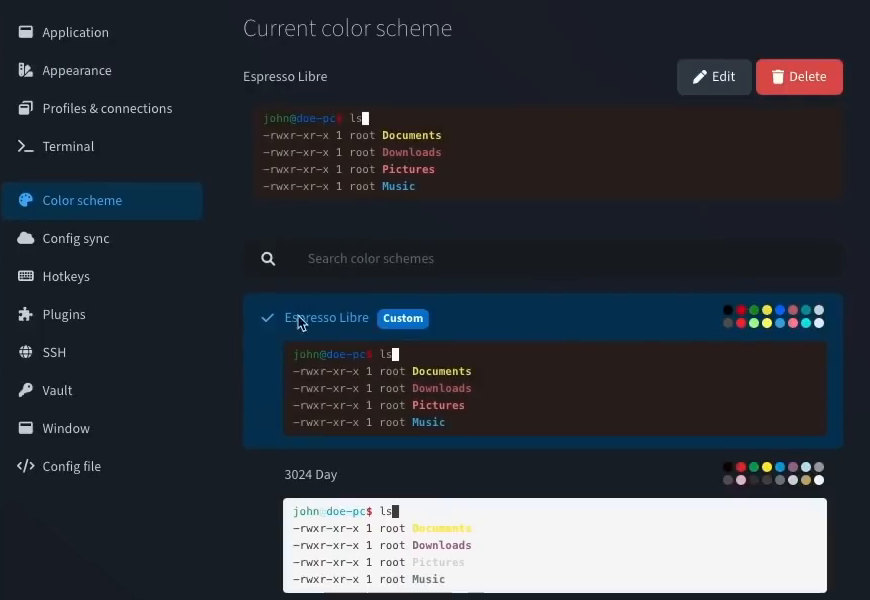 Application
Appearance
Profiles & connections
Terminal
Color scheme
Config sync
Hotkeys
Plugins
SSH
Vault
Window
Config file
Current color scheme
Espresso Libre
Edit
Delete
john@doe-pc$ ls
-rwxr-xr-x 1 root Documents
-rwxr-xr-x 1 root Downloads
-rwxr-xr-x 1 root Pictures
-rwxr-xr-x 1 root Music
Search color schemes
Espresso Libre Custom
john@doe-pc$ ls
-rwxr-xr-x 1 root Documents
-rwxr-xr-x 1 root Downloads
-rwxr-xr-x 1 root Pictures
-rwxr-xr-x 1 root Music
3024 Day
john@doe-pc$ ls
-rwxr-xr-x 1 root Documents
-rwxr-xr-x 1 root Downloads
-rwxr-xr-x 1 root Pictures
-rwxr-xr-x 1 root Music